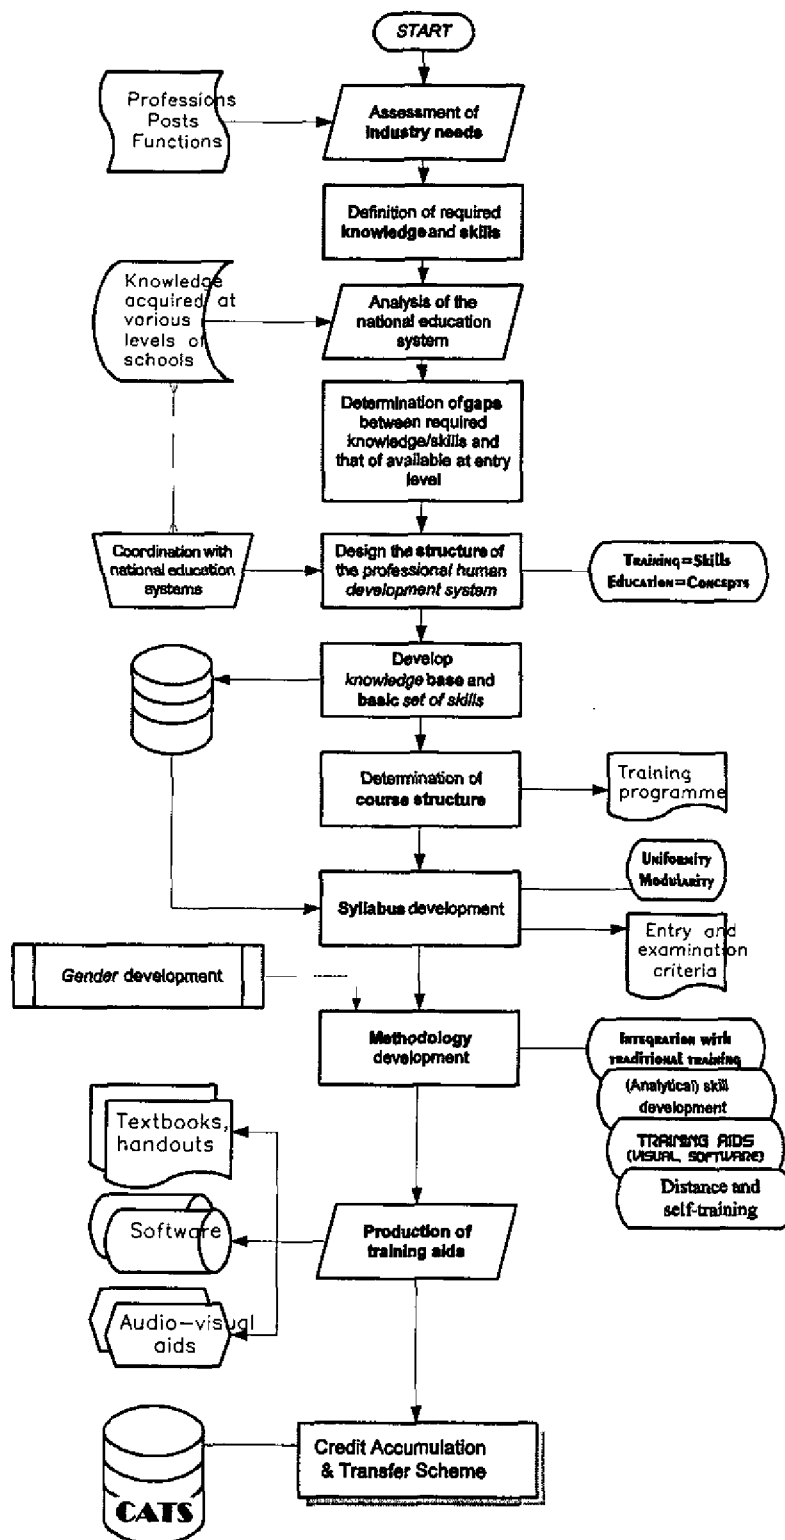 START
Professions
Posts
Functions
Assessment of
industry needs
Definition of required
knowledge and skills
Knowledge
acquired at
various
levels of
schools
Analysis of the
national education
system
Determination of gaps
between required
knowledge/skills and
that of available at entry
level
Coordination with
national education
systems
Design the structure of
the professional human
development system
TRAINING=SKILLS
EDUCATION=CONCEPTS
Develop
knowledge base and
basic set of skills
Determination of
course structure
Training
programme
UNIFORMITY
MODULARITY
Syllabus development
Entry and
examination
criteria
Gender development
Methodology
development
INTEGRATION WITH
TRADITIONAL TRAINING
(Analytical) skill
development
TRAINING AIDS
(VISUAL, SOFTWARE)
Distance and
self-training
Textbooks,
handouts
Software
Production of
training aids
Audio-visual
aids
Credit Accumulation
& Transfer Scheme
CATS